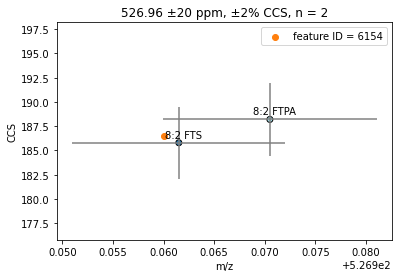 526.96 ±20 ppm, ±2% CCS, n = 2
197.5
195.0
192.5
190.0
187.5
185.0
182.5
180.0
177.5
CCS
feature ID = 6154
8:2 FTPA
8:2 FTS
0.050 0.055 0.060 0.065 0.070 0.075 0.080
m/z
+5.269e2